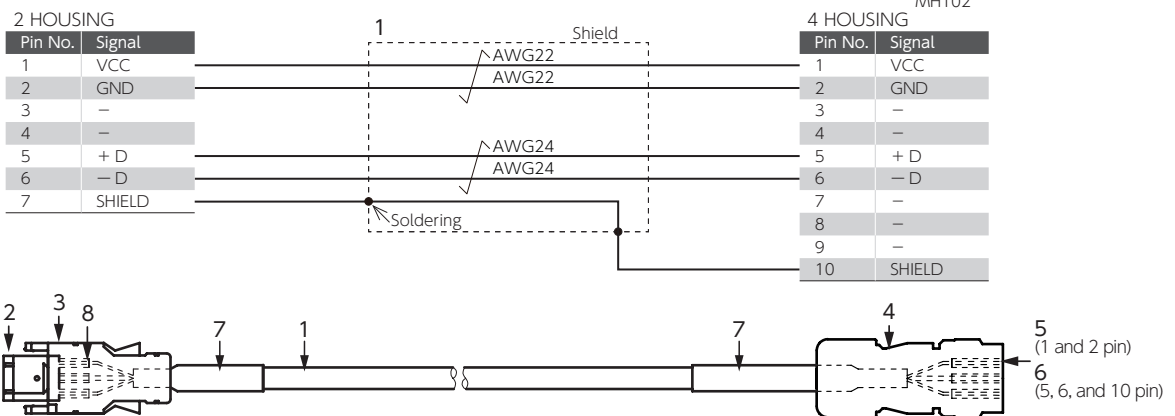 MH102
2 HOUSING
Pin No. Signal
1 VCC
2 GND
3 −
4 −
5 + D
6 − D
7 SHIELD
1
Shield
AWG22
AWG22
AWG24
AWG24
Soldering
4 HOUSING
Pin No. Signal
1 VCC
2 GND
3 −
4 −
5 + D
6 − D
7 −
8 −
9 −
10 SHIELD
2
3
8
7
1
7
4
5
(1 and 2 pin)
6
(5, 6, and 10 pin)